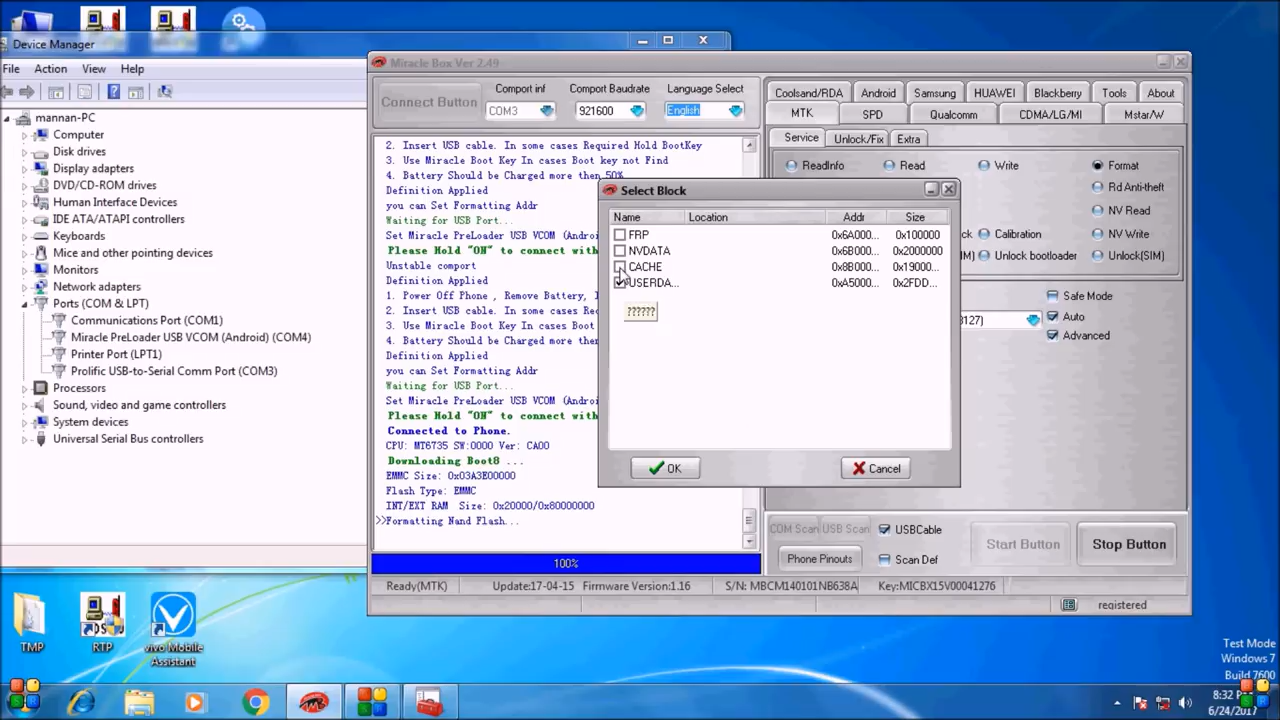 Device Manager
File Action View Help
mannan-PC
Computer
Disk drives
Display adapters
DVD/CD-ROM drives
Human Interface Devices
IDE ATA/ATAPI controllers
Keyboards
Mice and other pointing devices
Monitors
Network adapters
Ports (COM & LPT)
Communications Port (COM1)
Miracle PreLoader USB VCOM (Android) (COM4)
Printer Port (LPT1)
Prolific USB-to-Serial Comm Port (COM3)
Processors
Sound, video and game controllers
System devices
Universal Serial Bus controllers
Miracle Box Ver 2.49
Connect Button
Comport inf Comport Baudrate Language Select
COM3 921600 English
2. Insert USB cable. In some cases Required Hold BootKey
3. Use Miracle Boot Key In cases Boot key not Find
4. Battery Should be Charged more then 50%
Definition Applied
you can Set Formatting Addr
Waiting for USB Port...
Set Miracle PreLoader USB VCOM (Androi
Please Hold "ON" to connect with
Unstable comport
Definition Applied
1. Power Off Phone , Remove Battery, I
2. Insert USB cable. In some cases Rec
3. Use Miracle Boot Key In cases Boot
4. Battery Should be Charged more then
Definition Applied
you can Set Formatting Addr
Waiting for USB Port...
Set Miracle PreLoader USB VCOM (Androi
Please Hold "ON" to connect with
Connected to Phone.
CPU: MT6735 SW:0000 Ver: CA00
Downloading Boot8 ...
EMMC Size: 0x03A3E00000
Flash Type: EMMC
INT/EXT RAM Size: 0x20000/0x80000000
>>Formatting Nand Flash...
100%
Coolsand/RDA Android Samsung HUAWEI Blackberry Tools About
MTK SPD Qualcomm CDMA/LG/MI Mstar/W
Service Unlock/Fix Extra
ReadInfo Read Write Format
Rd Anti-theft
NV Read
Calibration NV Write
Unlock bootloader Unlock(SIM)
Safe Mode
8127) Auto
Advanced
Select Block
Name Location Addr Size
FRP 0x6A000... 0x100000
NVDATA 0x6B000... 0x2000000
CACHE 0x8B000... 0x19000...
USERDA... 0xA5000... 0x2FDD...
??????
OK Cancel
COM Scan USB Scan USBCable Start Button Stop Button
Phone Pinouts Scan Def
Ready(MTK) Update:17-04-15 Firmware Version:1.16 S/N: MBCM140101NB638A Key:MICBX15V00041276
registered
TMP
RTP
vivo Mobile
Assistant
Test Mode
Windows 7
Build 7600
8:32 PM
6/24/2017